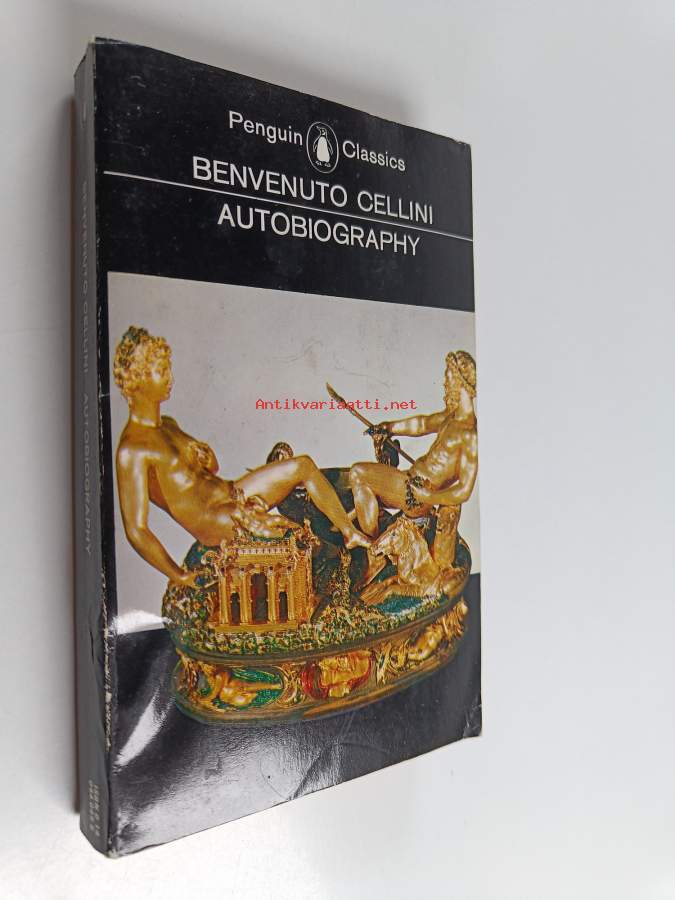 Penguin Classics
BENVENUTO CELLINI
AUTOBIOGRAPHY
Antikvariaatti.net
BENVENUTO CELLINI AUTOBIOGRAPHY